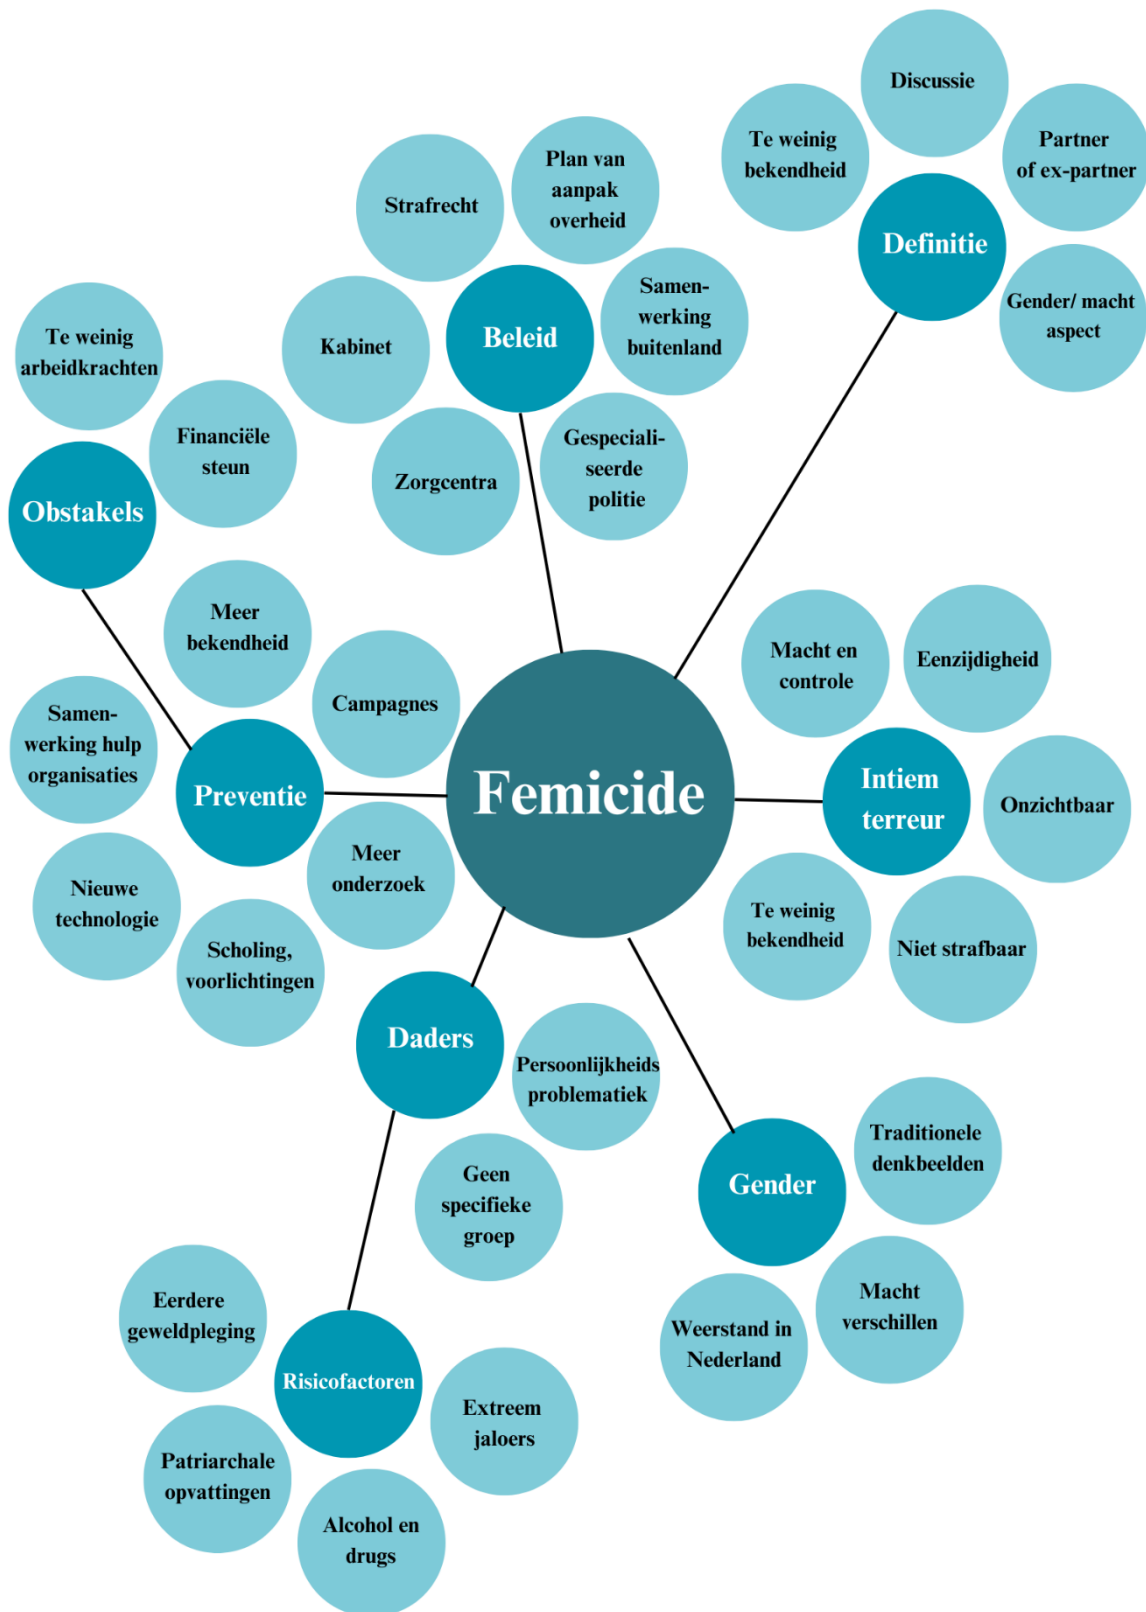 Discussie
Te weinig
bekendheid
Partner
of ex-partner
Definitie
Gender/ macht
aspect
Plan van
aanpak
overheid
Strafrecht
Samen-
werking
buitenland
Beleid
Kabinet
Gespeciali-
seerde
politie
Zorgcentra
Te weinig
arbeidkrachten
Financiële
steun
Obstakels
Meer
bekendheid
Campagnes
Samen-
werking hulp
organisaties
Preventie
Meer
onderzoek
Nieuwe
technologie
Scholing,
voorlichtingen
Femicide
Macht en
controle
Eenzijdigheid
Intiem
terreur
Onzichtbaar
Te weinig
bekendheid
Niet strafbaar
Daders
Persoonlijkheids
problematiek
Geen
specifieke
groep
Traditionele
denkbeelden
Gender
Macht
verschillen
Weerstand in
Nederland
Eerdere
geweldpleging
Risicofactoren
Extreem
jaloers
Patriarchale
opvattingen
Alcohol en
drugs